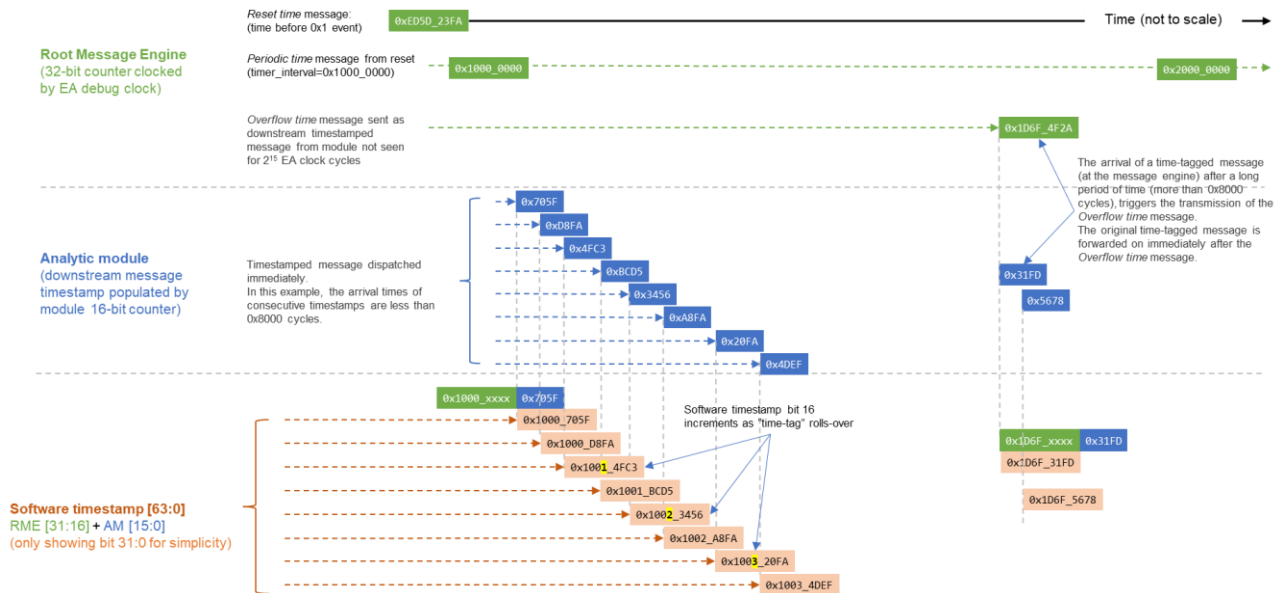 Reset time message:
(time before 0x1 event)
0xED5D_23FA
Time (not to scale)
Root Message Engine
(32-bit counter clocked
by EA debug clock)
Periodic time message from reset
(timer_interval=0x1000_0000)
0x1000_0000
0x2000_0000
Overflow time message sent as
downstream timestamped
message from module not seen
for 2¹⁵ EA clock cycles
0x1D6F_4F2A
The arrival of a time-tagged message
(at the message engine) after a long
period of time (more than 0x8000
cycles), triggers the transmission of the
Overflow time message.
The original time-tagged message is
forwarded on immediately after the
Overflow time message.
Analytic module
(downstream message
timestamp populated by
module 16-bit counter)
Timestamped message dispatched
immediately.
In this example, the arrival times of
consecutive timestamps are less than
0x8000 cycles.
0x705F
0xD8FA
0x4FC3
0xBCD5
0x3456
0xA8FA
0x20FA
0x4DEF
0x31FD
0x5678
0x1000_xxxx 0x705F
0x1000_705F
0x1000_D8FA
0x1001_4FC3
0x1001_BCD5
0x1002_3456
0x1002_A8FA
0x1003_20FA
0x1003_4DEF
Software timestamp bit 16
increments as "time-tag" rolls-over
0x1D6F_xxxx 0x31FD
0x1D6F_31FD
0x1D6F_5678
Software timestamp [63:0]
RME [31:16] + AM [15:0]
(only showing bit 31:0 for simplicity)